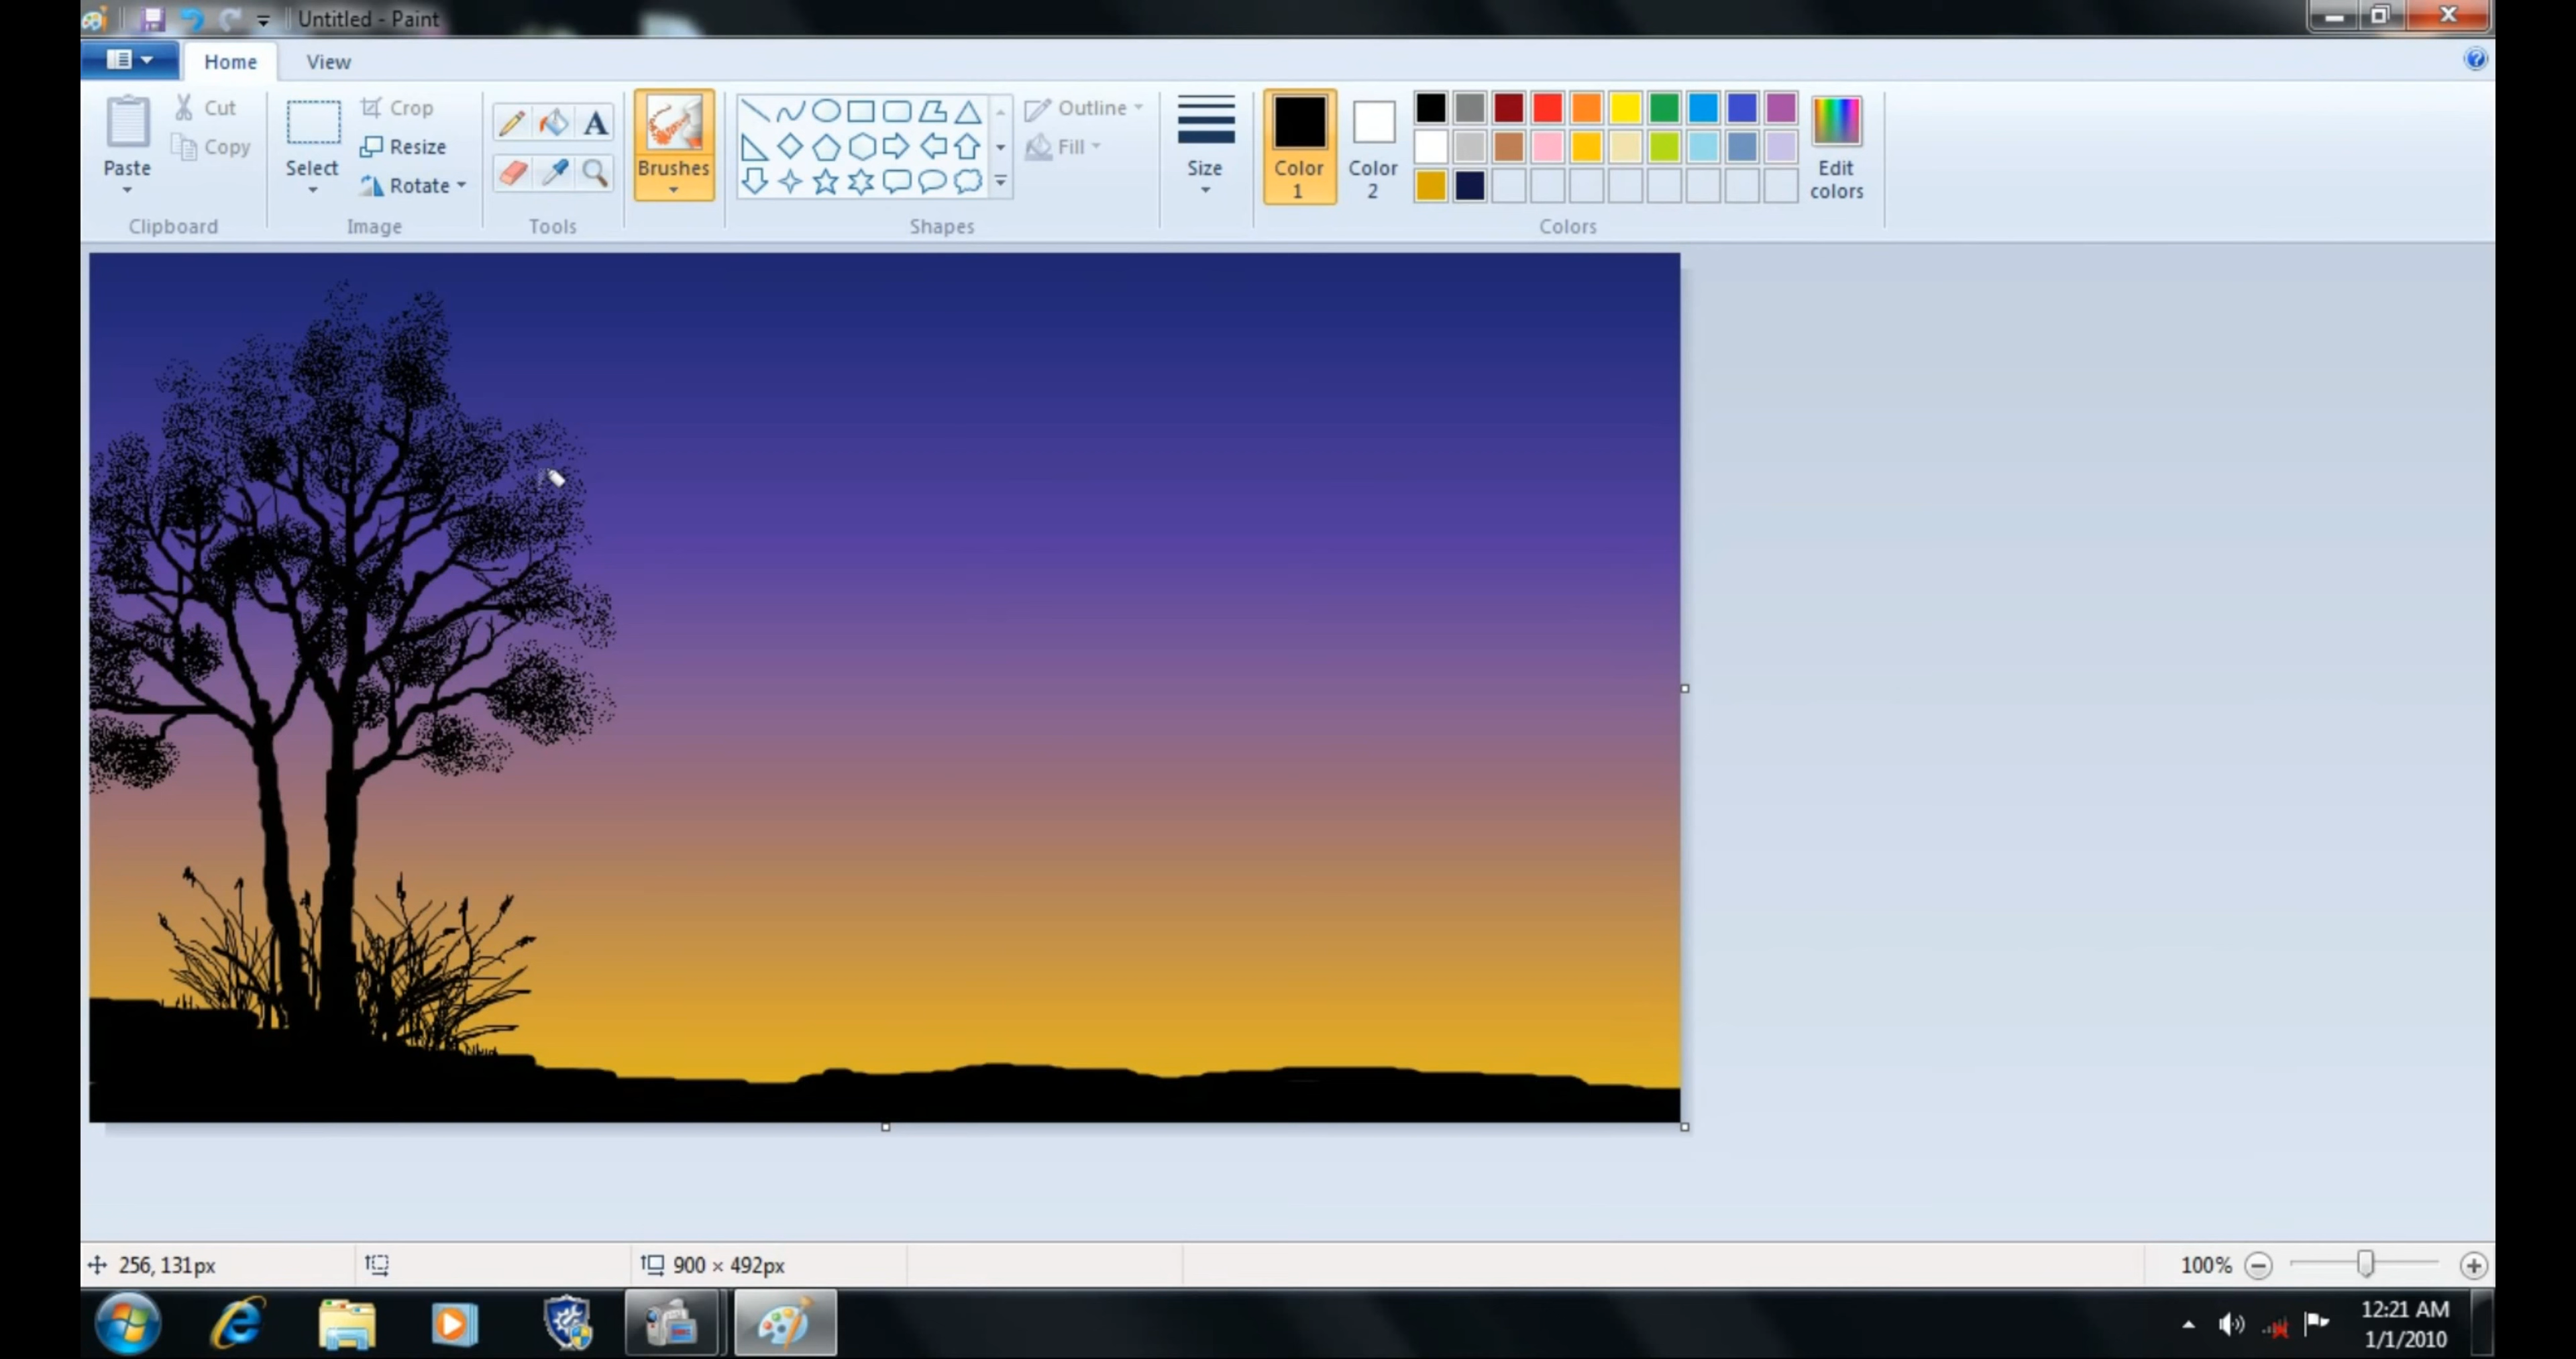 Untitled - Paint
Home View
Cut Crop Outline
Copy Resize Fill
Paste Select Rotate A Brushes Size Color 1 Color 2 Edit colors
Clipboard Image Tools Shapes Colors
256, 131px 900 × 492px 100%
12:21 AM
1/1/2010